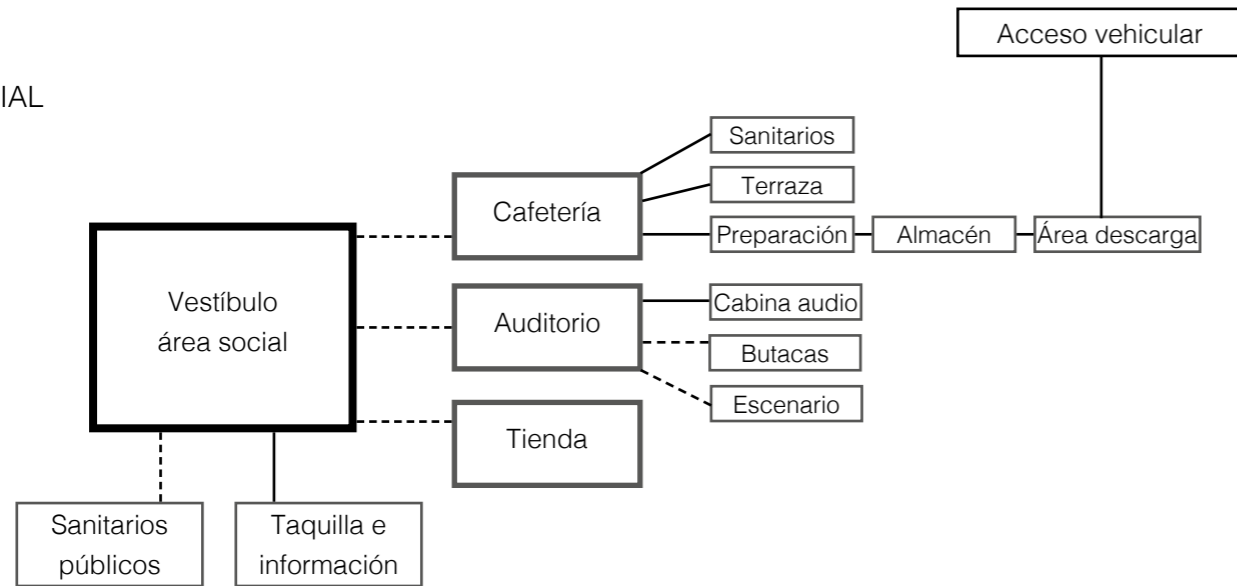 Acceso vehicular
IAL
Sanitarios
Terraza
Cafetería
Preparación
Almacén
Área descarga
Vestíbulo
área social
Cabina audio
Auditorio
Butacas
Escenario
Tienda
Sanitarios
públicos
Taquilla e
información